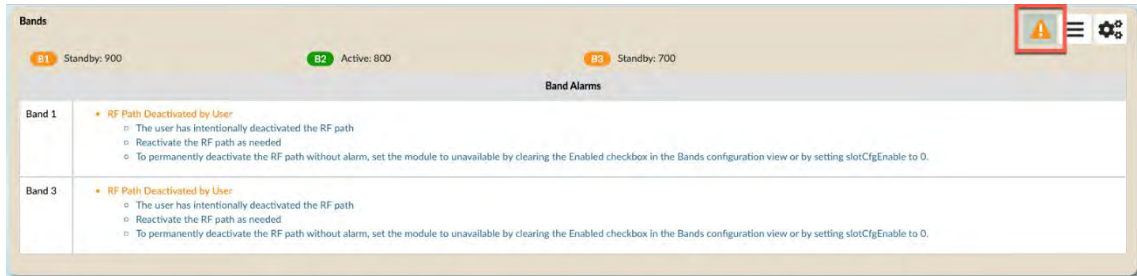 Bands
B1 Standby: 900 B2 Active: 800 B3 Standby: 700
Band Alarms
Band 1
RF Path Deactivated by User
The user has intentionally deactivated the RF path
Reactivate the RF path as needed
To permanently deactivate the RF path without alarm, set the module to unavailable by clearing the Enabled checkbox in the Bands configuration view or by setting slotCfgEnable to 0.
Band 3
RF Path Deactivated by User
The user has intentionally deactivated the RF path
Reactivate the RF path as needed
To permanently deactivate the RF path without alarm, set the module to unavailable by clearing the Enabled checkbox in the Bands configuration view or by setting slotCfgEnable to 0.